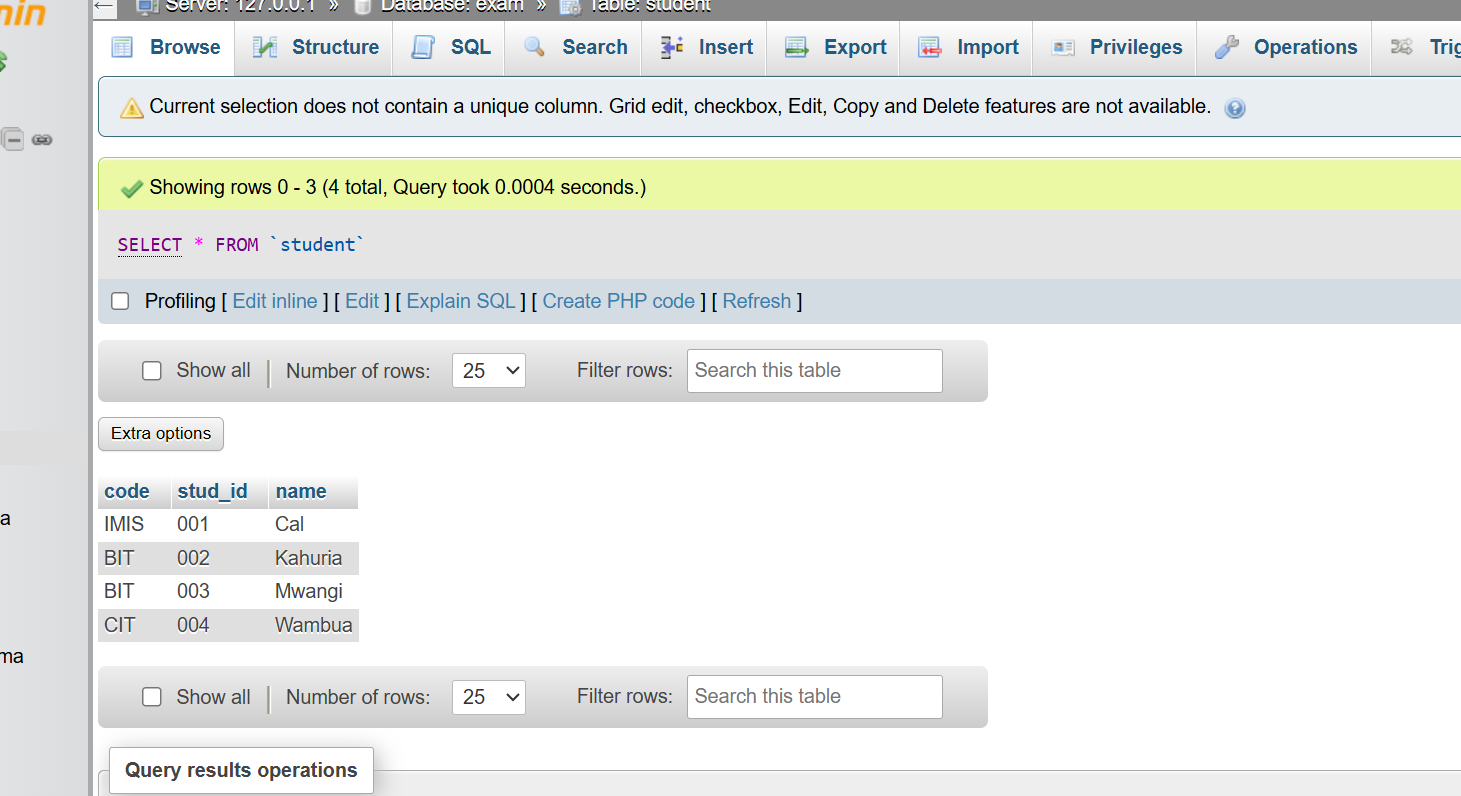 min
Server: 127.0.0.1 » Database: exam » Table: student
Browse Structure SQL Search Insert Export Import Privileges Operations Trig
Current selection does not contain a unique column. Grid edit, checkbox, Edit, Copy and Delete features are not available.
Showing rows 0 - 3 (4 total, Query took 0.0004 seconds.)
SELECT * FROM `student`
Profiling [ Edit inline ] [ Edit ] [ Explain SQL ] [ Create PHP code ] [ Refresh ]
Show all | Number of rows: 25 Filter rows: Search this table
Extra options
code stud_id name
a
IMIS 001 Cal
BIT 002 Kahuria
BIT 003 Mwangi
CIT 004 Wambua
ma
Show all | Number of rows: 25 Filter rows: Search this table
Query results operations